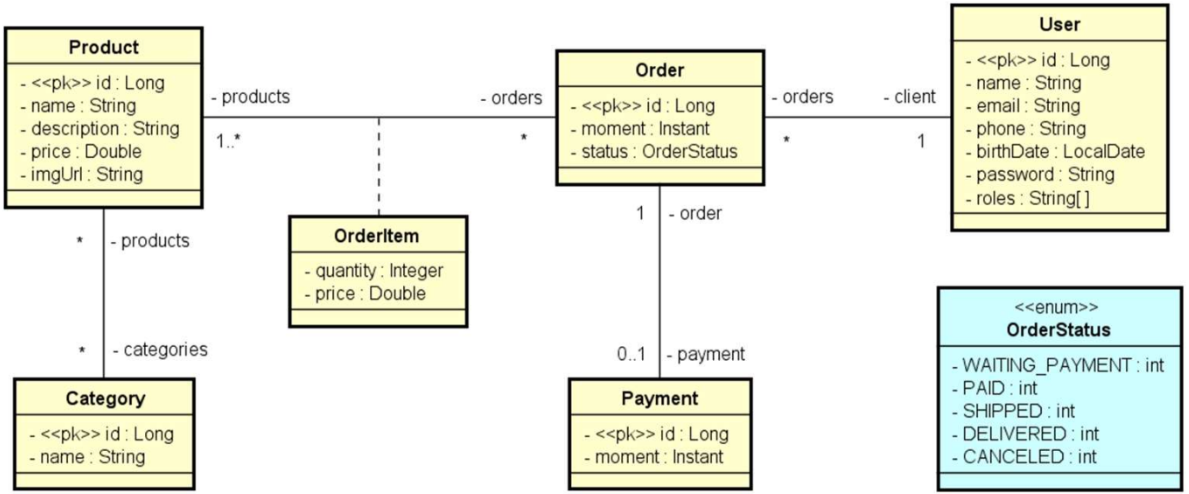 Product
- <<pk>> id : Long
- name : String
- description : String
- price : Double
- imgUrl : String
- products
1..*
- orders
*
Order
- <<pk>> id : Long
- moment : Instant
- status : OrderStatus
- orders
*
- client
1
User
- <<pk>> id : Long
- name : String
- email : String
- phone : String
- birthDate : LocalDate
- password : String
- roles : String[ ]
OrderItem
- quantity : Integer
- price : Double
* - products
* - categories
Category
- <<pk>> id : Long
- name : String
1 - order
0..1 - payment
Payment
- <<pk>> id : Long
- moment : Instant
<<enum>>
OrderStatus
- WAITING_PAYMENT : int
- PAID : int
- SHIPPED : int
- DELIVERED : int
- CANCELED : int